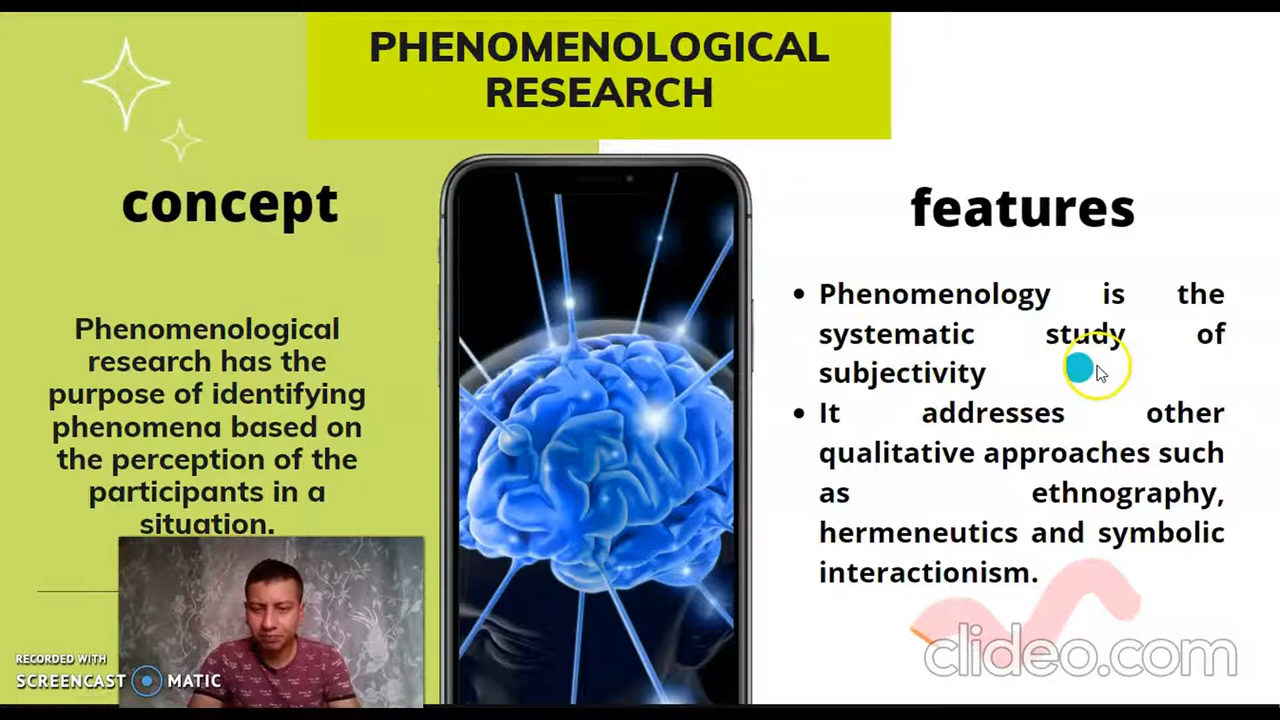 PHENOMENOLOGICAL
RESEARCH
concept
Phenomenological
research has the
purpose of identifying
phenomena based on
the perception of the
participants in a
situation.
features
• Phenomenology is the
systematic study of
subjectivity
• It addresses other
qualitative approaches such
as ethnography,
hermeneutics and symbolic
interactionism.
RECORDED WITH
SCREENCAST MATIC
clideo.com